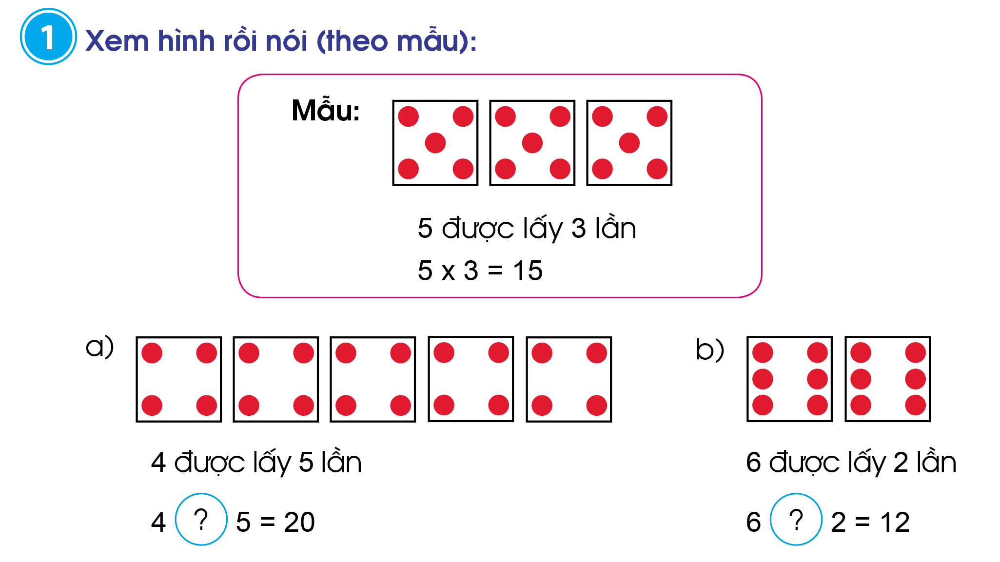 1 Xem hình rồi nói (theo mẫu):
Mẫu:
5 được lấy 3 lần
5 x 3 = 15
a)
4 được lấy 5 lần
4 ? 5 = 20
b)
6 được lấy 2 lần
6 ? 2 = 12